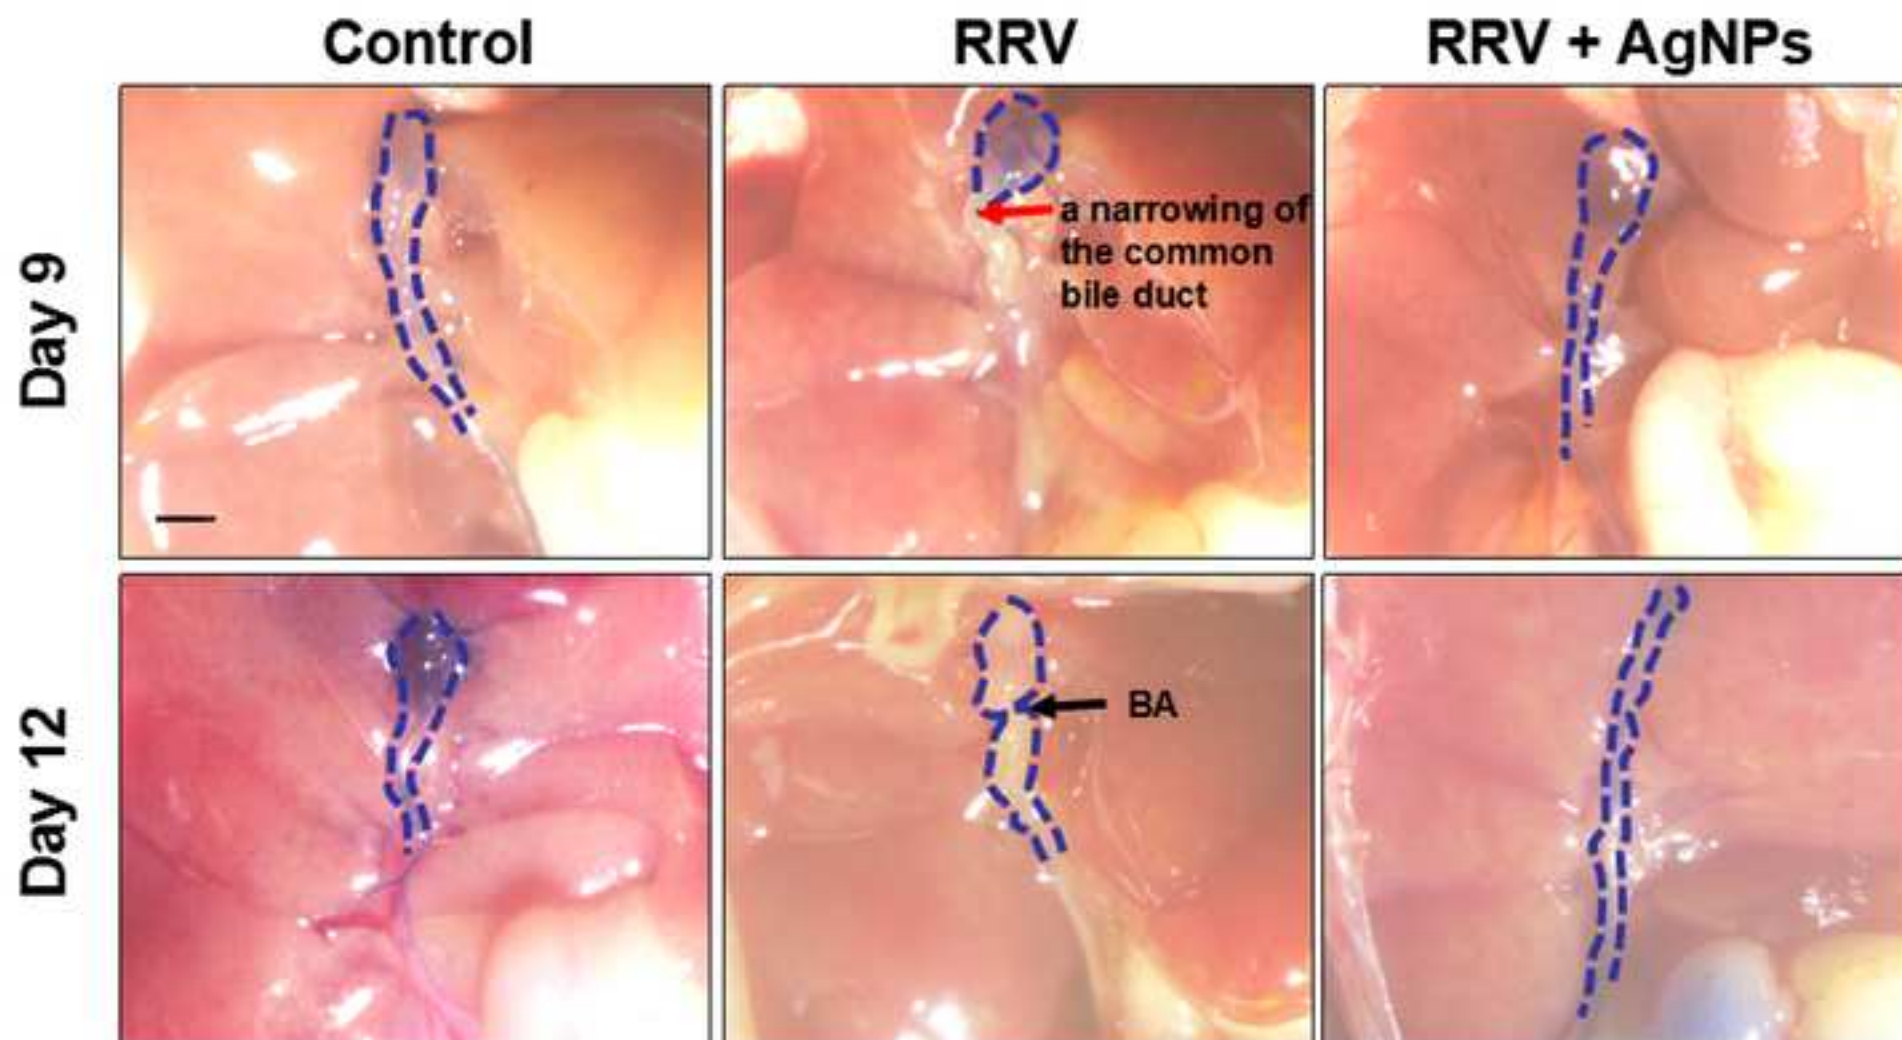 Control
RRV
RRV + AgNPs
Day 9
a narrowing of
the common
bile duct
Day 12
BA